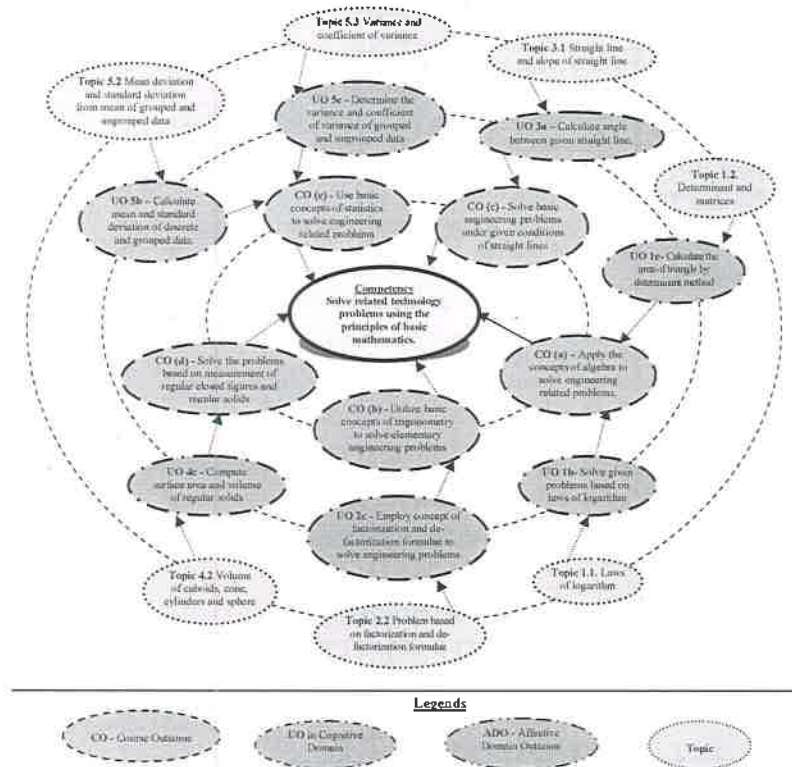 Topic 5.3 Variance and
coefficient of variance
Topic 3.1 Straight line
and slope of straight line
Topic 5.2 Mean deviation
and standard deviation
from mean of grouped and
ungrouped data
UO 5c - Determine the
variance and coefficient
of variance of grouped
and ungrouped data
UO 3a – Calculate angle
between given straight line.
Topic 1.2.
Determinant and
matrices
UO 5b - Calculate
mean and standard
deviation of discrete
and grouped data.
CO (e) - Use basic
concepts of statistics
to solve engineering
related problems
CO (c) - Solve basic
engineering problems
under given conditions
of straight lines
UO 1c- Calculate the
area of triangle by
determinant method
Competency
Solve related technology
problems using the
principles of basic
mathematics.
CO (d) - Solve the problems
based on measurement of
regular closed figures and
regular solids
CO (a) – Apply the
concepts of algebra to
solve engineering
related problems.
CO (b) - Utilize basic
concepts of trigonometry
to solve elementary
engineering problems
UO 4c - Compute
surface area and volume
of regular solids
UO 1b- Solve given
problems based on
laws of logarithm
UO 2c - Employ concept of
factorization and de-
factorization formulae to
solve engineering problems
Topic 4.2 Volume
of cuboids, cone,
cylinders and sphere
Topic 1.1. Laws
of logarithm
Topic 2.2 Problem based
on factorization and de-
factorization formulae
Legends
CO - Course Outcome
UO in Cognitive
Domain
ADO - Affective
Domain Outcome
Topic